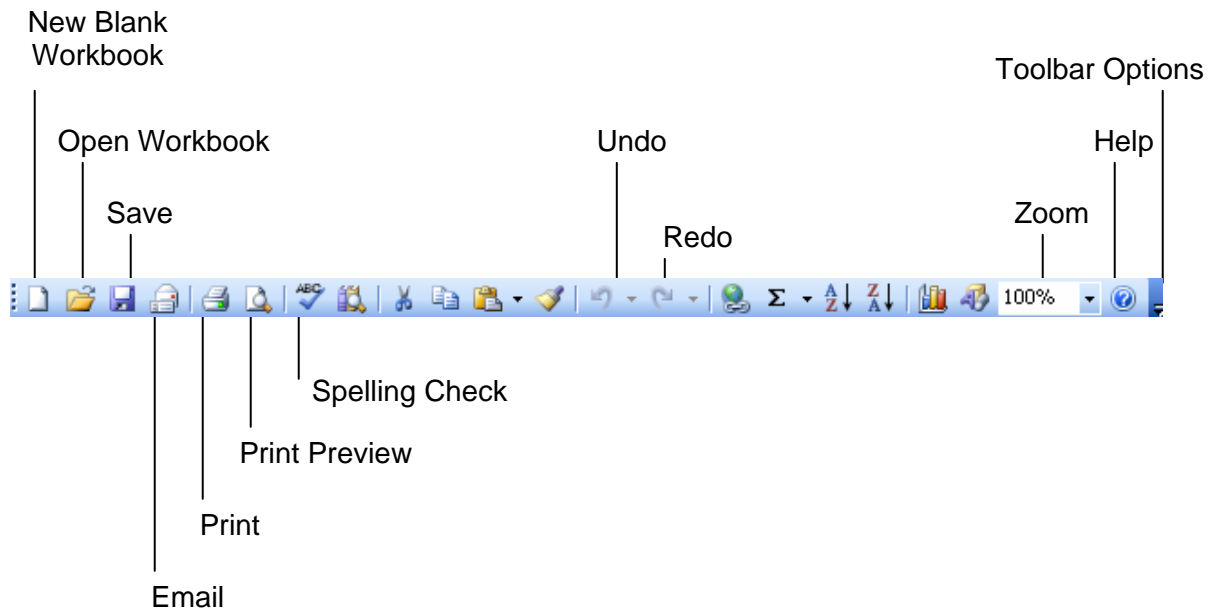 New Blank
Workbook
Toolbar Options
Open Workbook
Undo
Help
Save
Zoom
Redo
ABC Σ A Z Z A 100%
Spelling Check
Print Preview
Print
Email